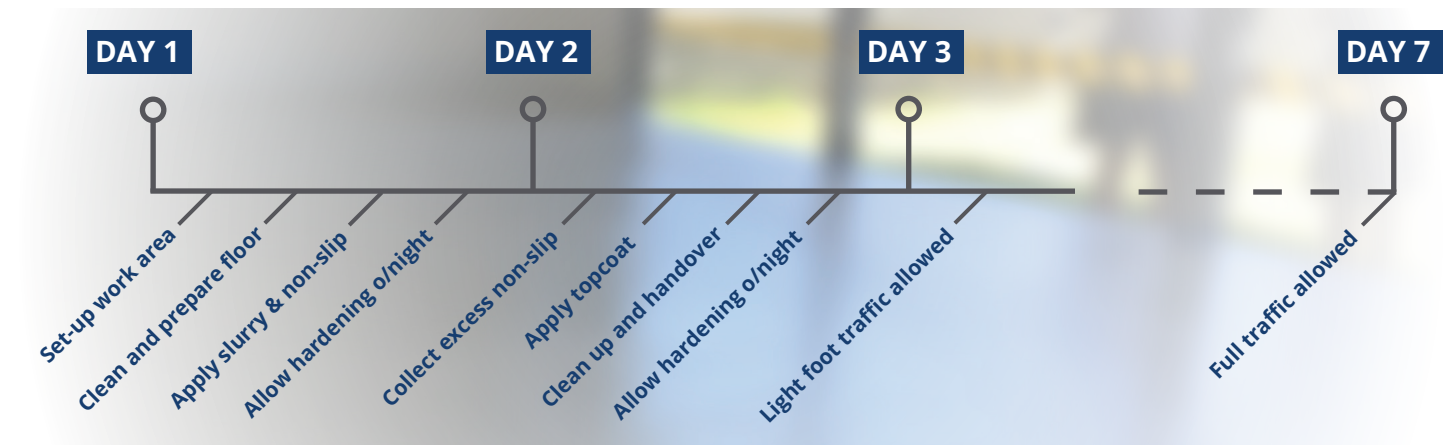 DAY 1
DAY 2
DAY 3
DAY 7
Set-up work area
Clean and prepare floor
Apply slurry & non-slip
Allow hardening o/night
Collect excess non-slip
Apply topcoat
Clean up and handover
Allow hardening o/night
Light foot traffic allowed
Full traffic allowed